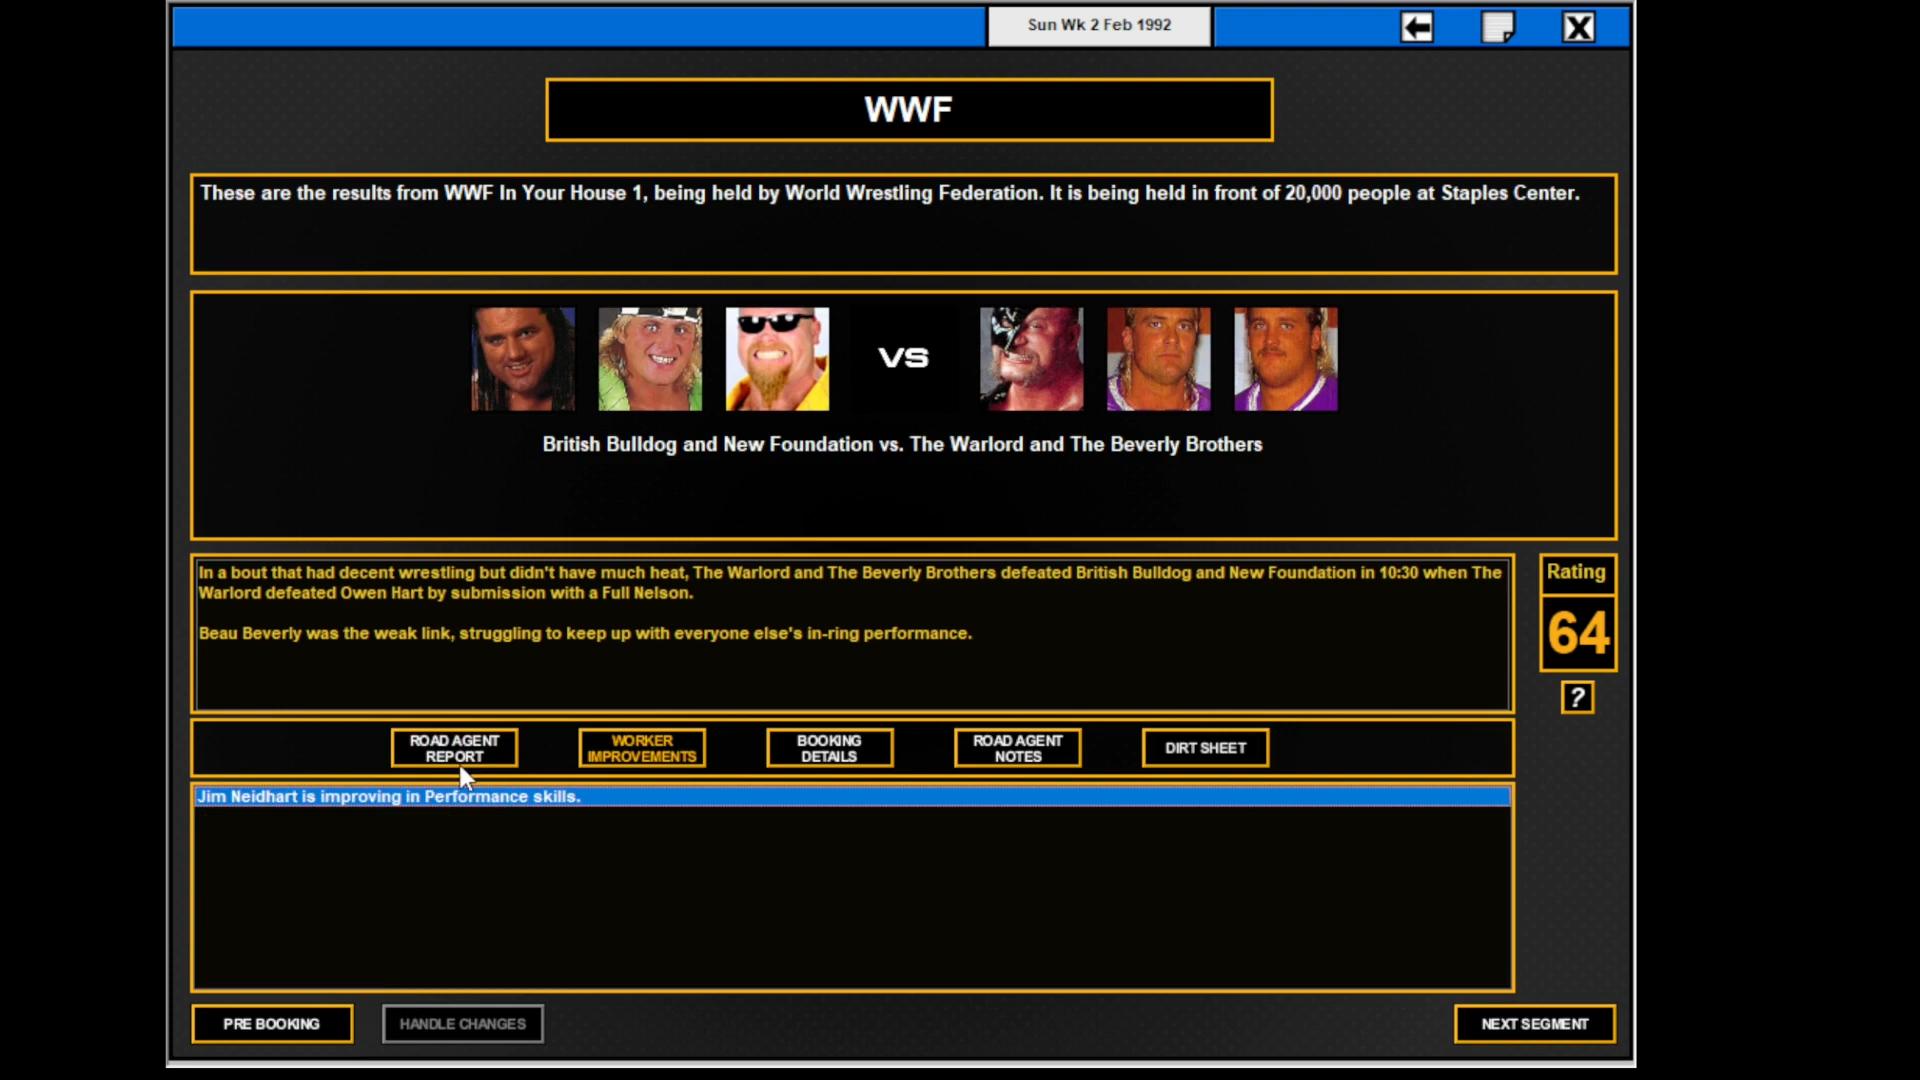 Sun Wk 2 Feb 1992
WWF
These are the results from WWF In Your House 1, being held by World Wrestling Federation. It is being held in front of 20,000 people at Staples Center.
VS
British Bulldog and New Foundation vs. The Warlord and The Beverly Brothers
In a bout that had decent wrestling but didn't have much heat, The Warlord and The Beverly Brothers defeated British Bulldog and New Foundation in 10:30 when The
Warlord defeated Owen Hart by submission with a Full Nelson.
Beau Beverly was the weak link, struggling to keep up with everyone else's in-ring performance.
Rating
64
?
ROAD AGENT
REPORT
WORKER
IMPROVEMENTS
BOOKING
DETAILS
ROAD AGENT
NOTES
DIRT SHEET
Jim Neidhart is improving in Performance skills.
PRE BOOKING
HANDLE CHANGES
NEXT SEGMENT